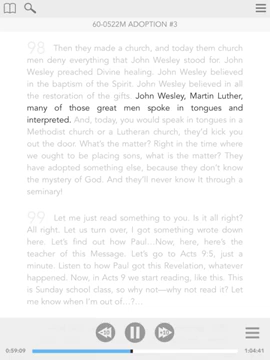 60-0522M ADOPTION #3
98 Then they made a church, and today them church
men deny everything that John Wesley stood for. John
Wesley preached Divine healing. John Wesley believed
in the baptism of the Spirit. John Wesley believed in all
the restoration of the gifts. John Wesley, Martin Luther,
many of those great men spoke in tongues and
interpreted. And, today, you would speak in tongues in a
Methodist church or a Lutheran church, they'd kick you
out the door. What's the matter? Right in the time where
we ought to be placing sons, what is the matter? They
have adopted something else, because they don't know
the mystery of God. And they'll never know It through a
seminary!
99 Let me just read something to you. Is it all right?
All right. Let us turn over, I got something wrote down
here. Let's find out how Paul…Now, here, here's the
teacher of this Message. Let's go to Acts 9:5, just a
minute. Listen to how Paul got this Revelation, whatever
happened. Now, in Acts 9 we start reading, like this. This
is Sunday school class, so why not—why not read it? Let
me know when I'm out of…?…
0:59:09
1:04:41